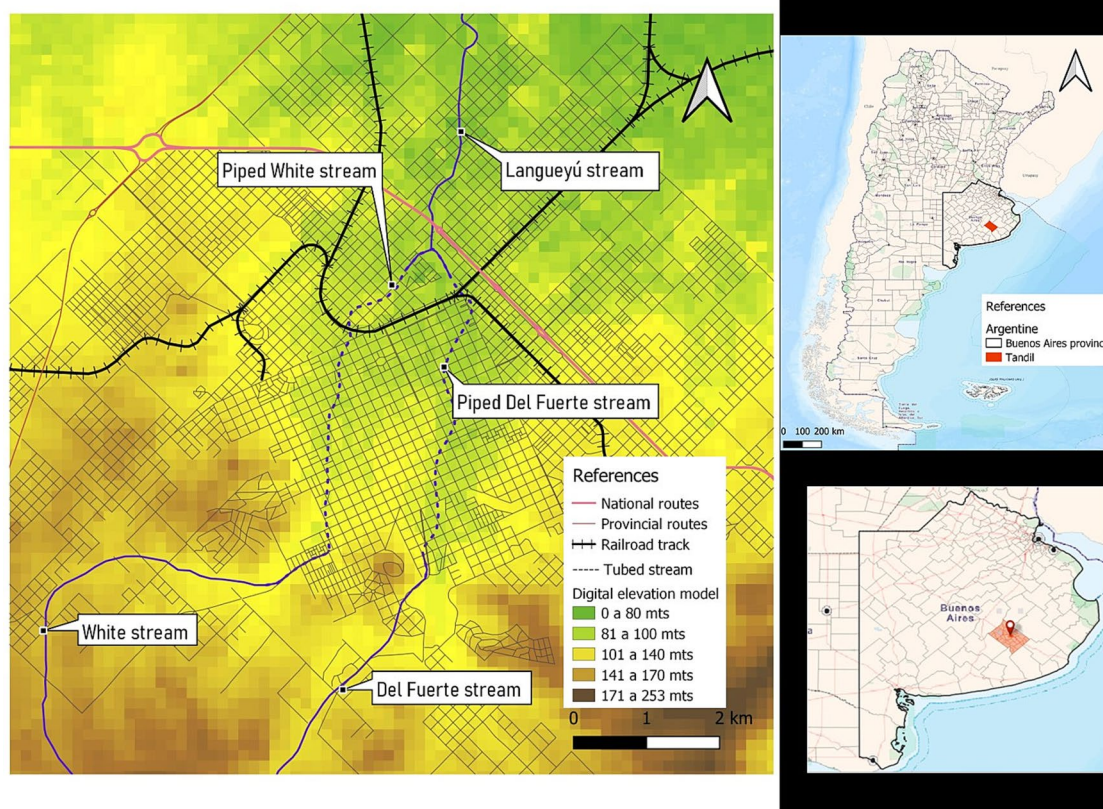 Piped White stream
Langueyú stream
Piped Del Fuerte stream
White stream
Del Fuerte stream
References
National routes
Provincial routes
Railroad track
Tubed stream
Digital elevation model
0 a 80 mts
81 a 100 mts
101 a 140 mts
141 a 170 mts
171 a 253 mts
0 1 2 km
References
Argentine
Buenos Aires provinc
Tandil
0 100 200 km
Buenos
Aires